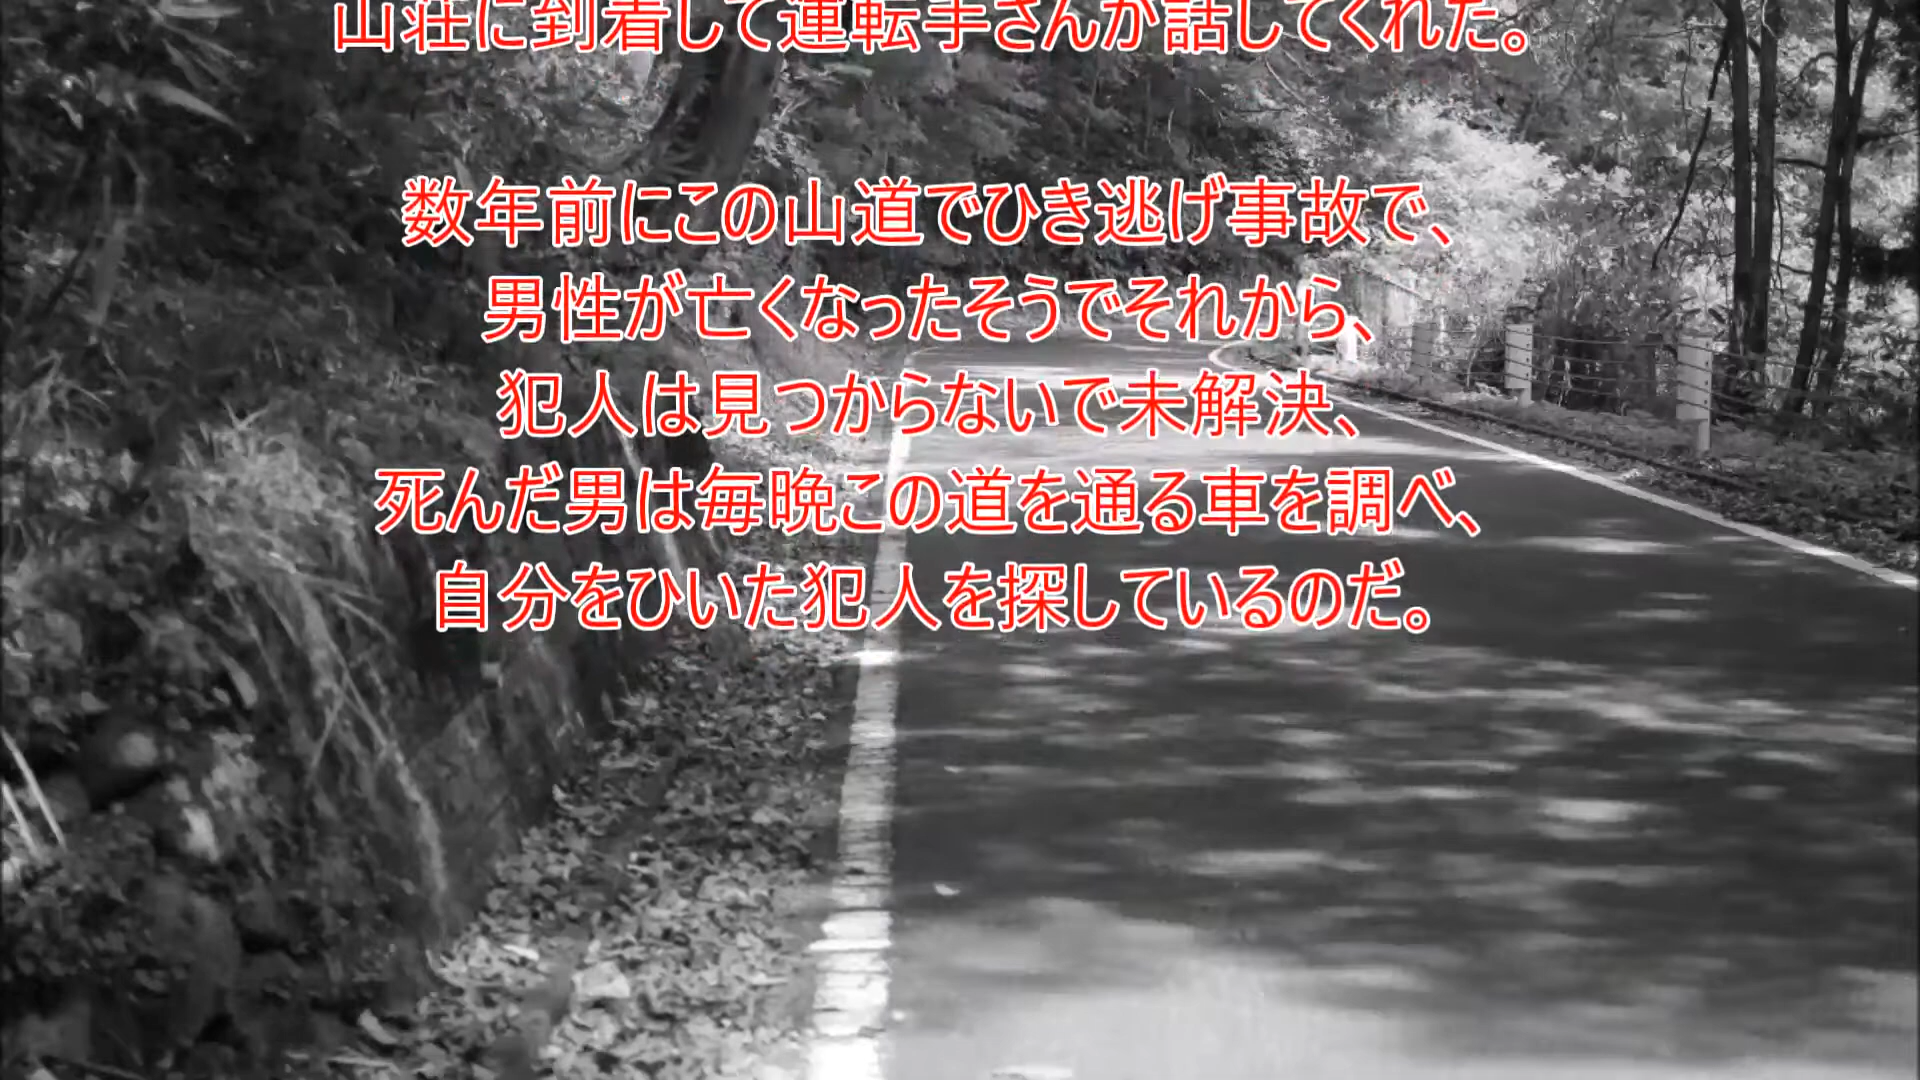 山荘に到着して運転手さんが話してくれた。
数年前にこの山道でひき逃げ事故で、
男性が亡くなったそうでそれから、
犯人は見つからないで未解決、
死んだ男は毎晩この道を通る車を調べ、
自分をひいた犯人を探しているのだ。